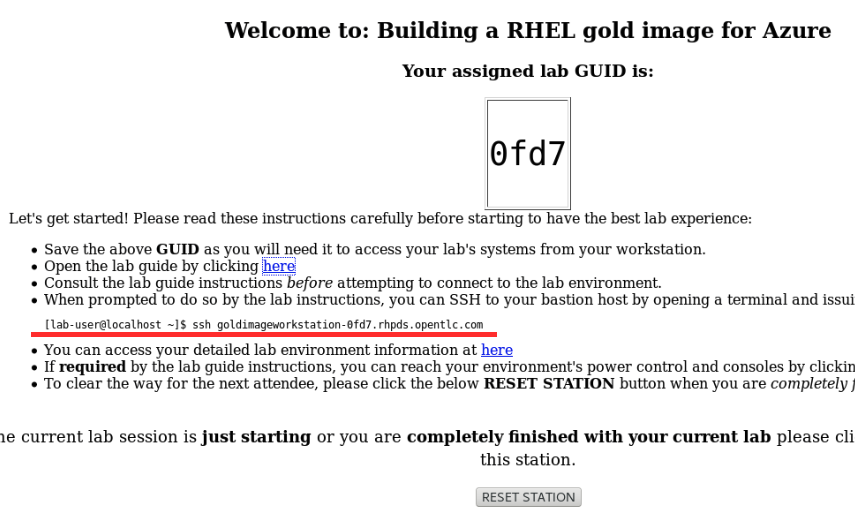 Welcome to: Building a RHEL gold image for Azure
Your assigned lab GUID is:
0fd7
Let's get started! Please read these instructions carefully before starting to have the best lab experience:
• Save the above GUID as you will need it to access your lab's systems from your workstation.
• Open the lab guide by clicking here
• Consult the lab guide instructions before attempting to connect to the lab environment.
• When prompted to do so by the lab instructions, you can SSH to your bastion host by opening a terminal and
[lab-user@localhost ~]$ ssh goldimageworkstation-0fd7.rhpds.opentlc.com
• You can access your detailed lab environment information at here
• If required by the lab guide instructions, you can reach your environment's power control and consoles by
• To clear the way for the next attendee, please click the below RESET STATION button when you are completely
current lab session is just starting or you are completely finished with your current lab please
this station.
RESET STATION